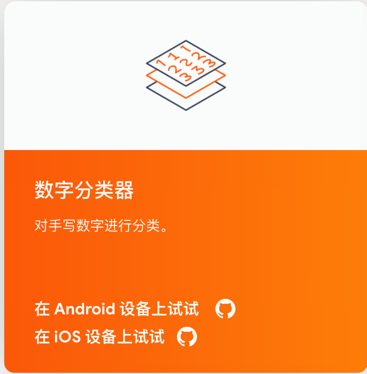 1 1 1
2 2 2
3 3 3
数字分类器
对手写数字进行分类。
在 Android 设备上试试
在 iOS 设备上试试